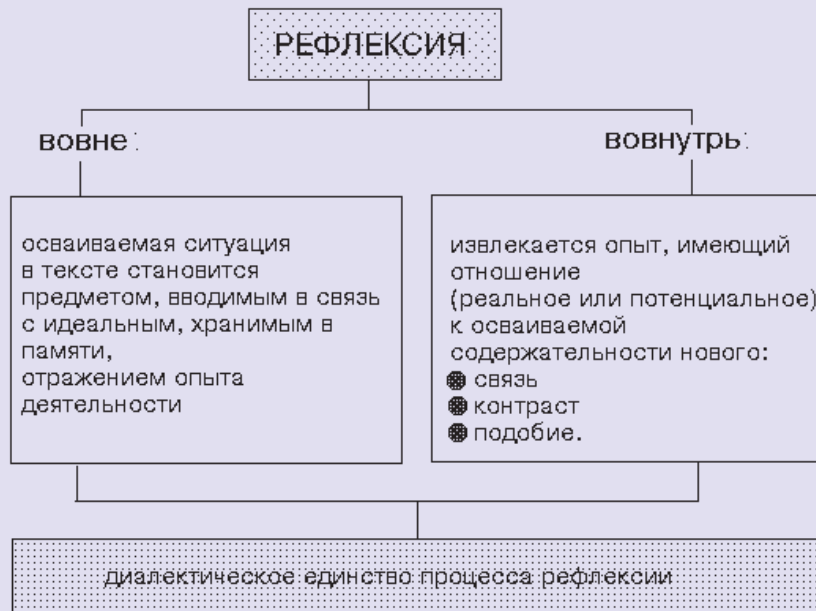 РЕФЛЕКСИЯ
вовне:
вовнутрь:
осваиваемая ситуация
в тексте становится
предметом, вводимым в связь
с идеальным, хранимым в
памяти,
отражением опыта
деятельности
извлекается опыт, имеющий
отношение
(реальное или потенциальное)
к осваиваемой
содержательности нового:
● связь
● контраст
● подобие.
диалектическое единство процесса рефлексии